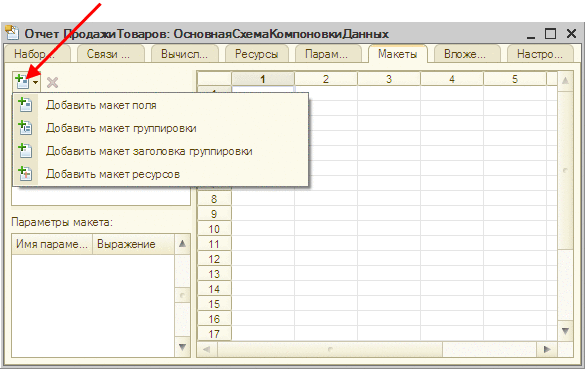 Отчет ПродажиТоваров: ОсновнаяСхемаКомпоновкиДанных
Набор... Связи ... Вычисл... Ресурсы Парам... Макеты Вложе... Настро...
1 2 3 4 5
Добавить макет поля
Добавить макет группировки
Добавить макет заголовка группировки
Добавить макет ресурсов
8
9
10
11
12
13
14
15
16
17
Параметры макета:
Имя параме... Выражение